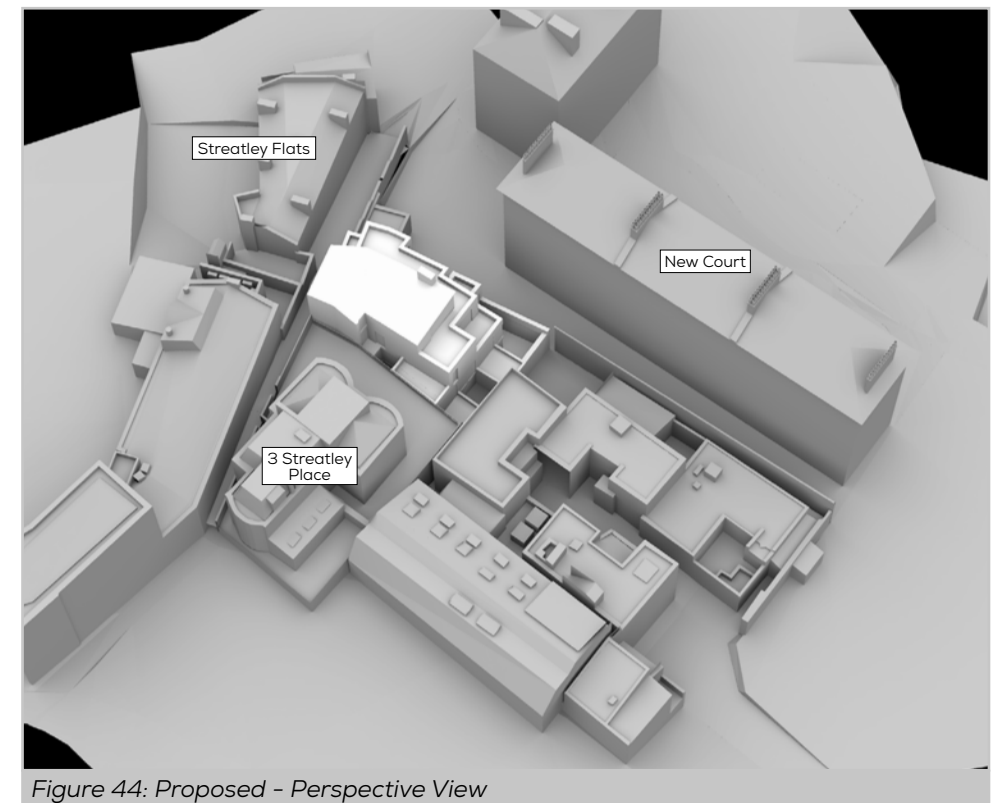 Streatley Flats
New Court
3 Streatley
Place
Figure 44: Proposed - Perspective View